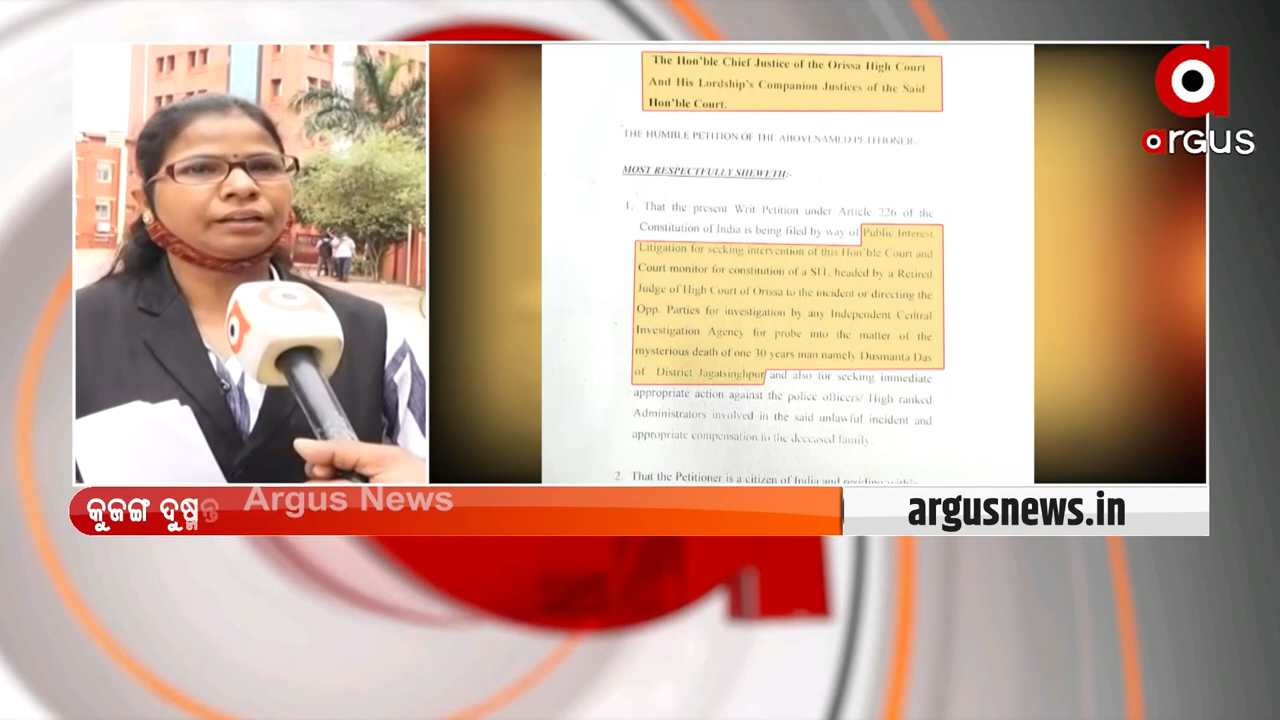 The Hon'ble Chief Justice of the Orissa High Court
And His Lordship's Companion Justices of the Said
Hon'ble Court.
THE HUMBLE PETITION OF THE ABOVENAMED PETITIONER-:
MOST RESPECTFULLY SHEWETH:-
1. That the present Writ Petition under Article 226 of the
Constitution of India is being filed by way of Public Interest
Litigation for seeking intervention of this Hon'ble Court and
Court monitor for constitution of a SIT, headed by a Retired
Judge of High Court of Orissa to the incident or directing the
Opp. Parties for investigation by any Independent Central
Investigation Agency for probe into the matter of the
mysterious death of one 30 years man namely Dusmanta Das
of District Jagatsinghpur and also for seeking immediate
appropriate action against the police officers/ High ranked
Administrators involved in the said unlawful incident and
appropriate compensation to the deceased family.
2. That the Petitioner is a citizen of India and residing within
argus
କୁଜଙ୍ଗ ଦୁଷ୍ମନ୍ତ
Argus News
argusnews.in